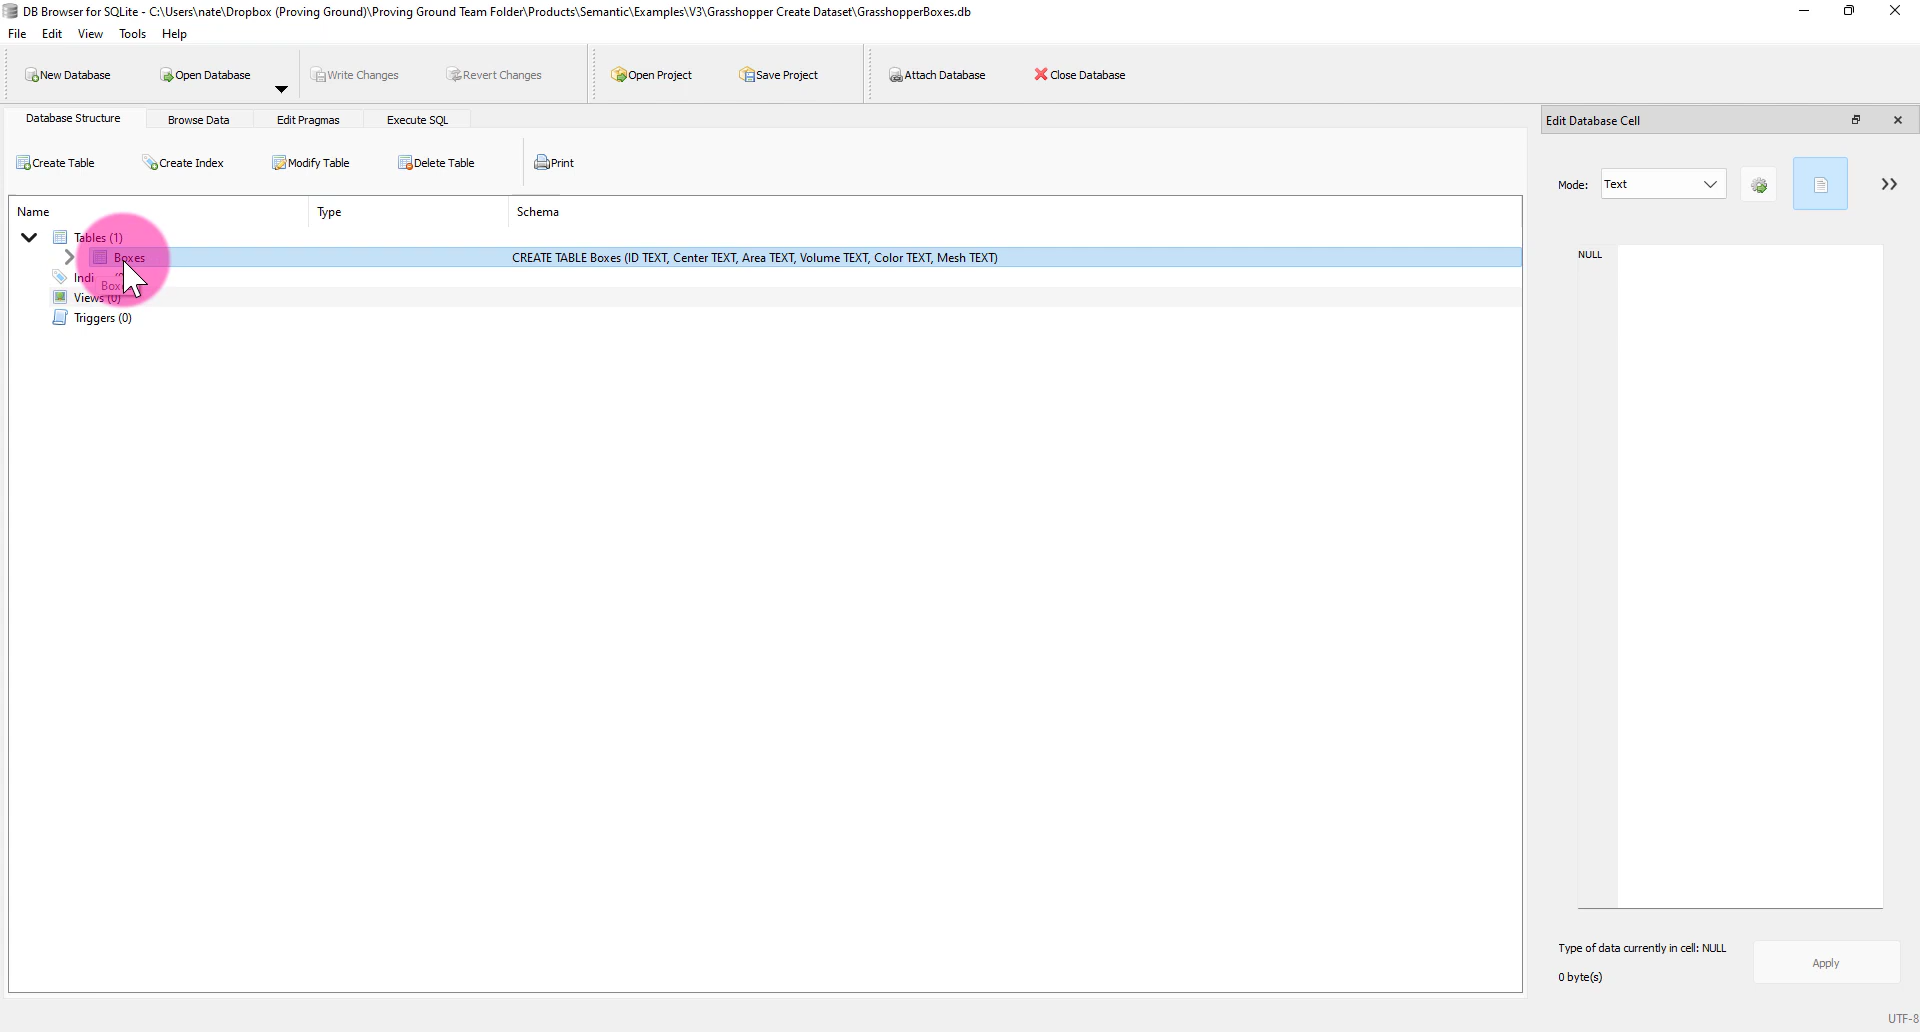 DB Browser for SQLite - C:\Users\nate\Dropbox (Proving Ground)\Proving Ground Team Folder\Products\Semantic\Examples\V3\Grasshopper Create Dataset\GrasshopperBoxes.db
File Edit View Tools Help
New Database Open Database Write Changes Revert Changes Open Project Save Project Attach Database Close Database
Database Structure Browse Data Edit Pragmas Execute SQL
Edit Database Cell
Create Table Create Index Modify Table Delete Table Print
Mode: Text
Name Type Schema
Tables (1)
Boxes CREATE TABLE Boxes (ID TEXT, Center TEXT, Area TEXT, Volume TEXT, Color TEXT, Mesh TEXT)
Views (0)
Triggers (0)
NULL
Type of data currently in cell: NULL
0 byte(s)
Apply
UTF-8